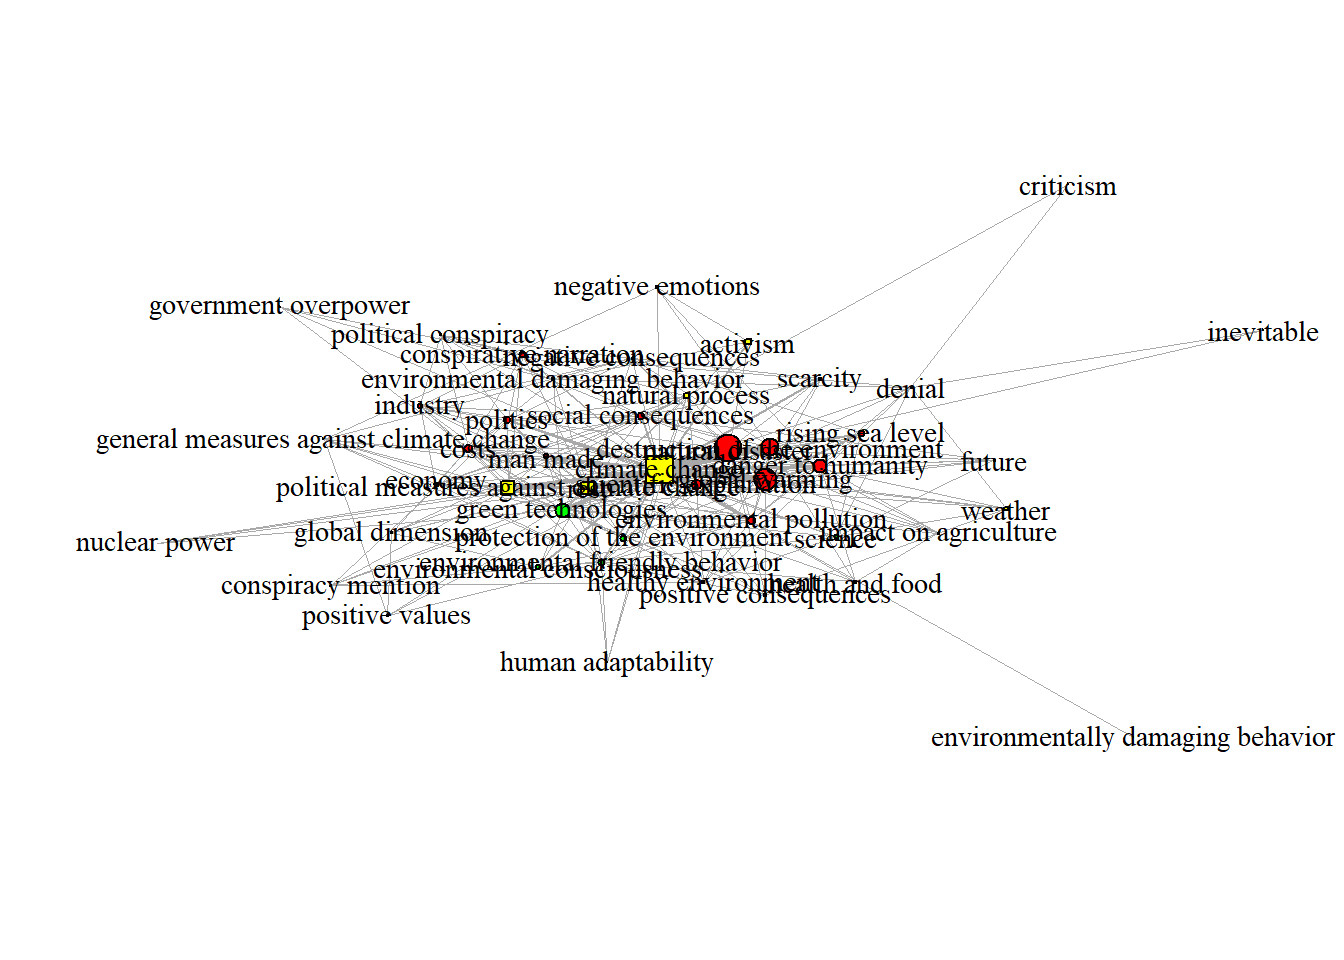 criticism
negative emotions
government overpower
inevitable
political conspiracy
activism
conspirative narration
negative consequences
environmental damaging behavior
scarcity
denial
natural process
industry
social consequences
politics
rising sea level
general measures against climate change
costs
destruction of the environment
natural disaster
man made
climate change
danger to humanity
future
economy
global warming
political measures against climate change
scientific explanation
green technologies
environmental pollution
weather
nuclear power
global dimension
protection of the environment
science
impact on agriculture
environmental friendly behavior
environmental consciousness
conspiracy mention
healthy environment
health and food
positive consequences
positive values
human adaptability
environmentally damaging behavior